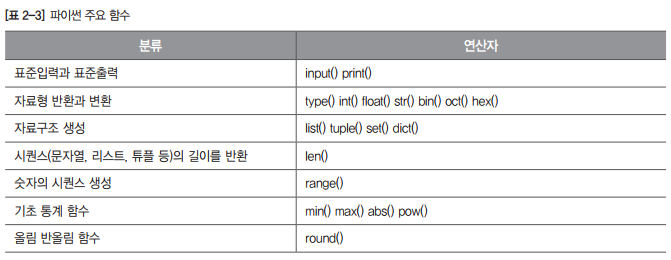 [표 2-3] 파이썬 주요 함수
분류 연산자
표준입력과 표준출력 input() print()
자료형 반환과 변환 type() int() float() str() bin() oct() hex()
자료구조 생성 list() tuple() set() dict()
시퀀스(문자열, 리스트, 튜플 등)의 길이를 반환 len()
숫자의 시퀀스 생성 range()
기초 통계 함수 min() max() abs() pow()
올림 반올림 함수 round()